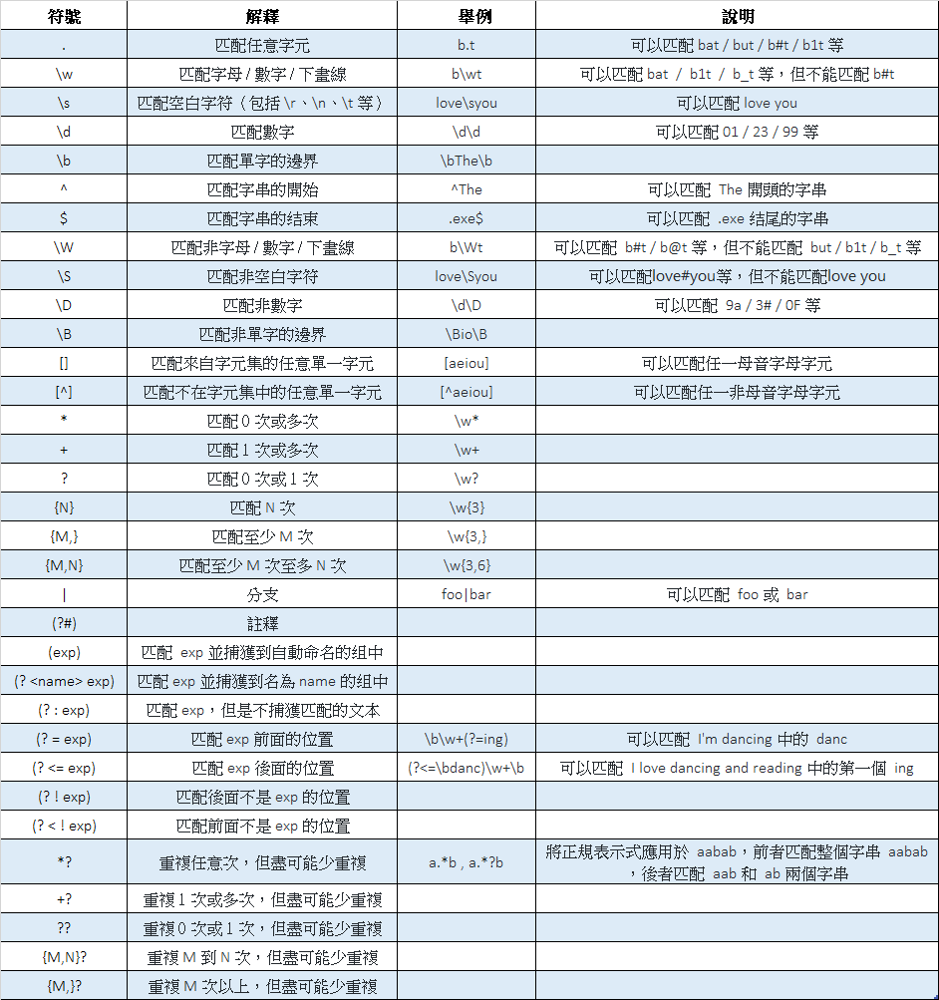 符號 解釋 舉例 說明
. 匹配任意字元 b.t 可以匹配 bat / but / b#t / b1t 等
\w 匹配字母 / 數字 / 下畫線 b\wt 可以匹配 bat / b1t / b_t 等，但不能匹配 b#t
\s 匹配空白字符（包括 \r、\n、\t 等） love\syou 可以匹配 love you
\d 匹配數字 \d\d 可以匹配 01 / 23 / 99 等
\b 匹配單字的邊界 \bThe\b
^ 匹配字串的開始 ^The 可以匹配 The 開頭的字串
$ 匹配字串的结束 .exe$ 可以匹配 .exe 结尾的字串
\W 匹配非字母 / 數字 / 下畫線 b\Wt 可以匹配 b#t / b@t 等，但不能匹配 but / b1t / b_t 等
\S 匹配非空白字符 love\Syou 可以匹配love#you等，但不能匹配love you
\D 匹配非數字 \d\D 可以匹配 9a / 3# / 0F 等
\B 匹配非單字的邊界 \Bio\B
[] 匹配來自字元集的任意單一字元 [aeiou] 可以匹配任一母音字母字元
[^] 匹配不在字元集中的任意單一字元 [^aeiou] 可以匹配任一非母音字母字元
* 匹配 0 次或多次 \w*
+ 匹配 1 次或多次 \w+
? 匹配 0 次或 1 次 \w?
{N} 匹配 N 次 \w{3}
{M,} 匹配至少 M 次 \w{3,}
{M,N} 匹配至少 M 次至多 N 次 \w{3,6}
| 分支 foo|bar 可以匹配 foo 或 bar
(?#) 註釋
(exp) 匹配 exp 並捕獲到自動命名的组中
(? <name> exp) 匹配 exp 並捕獲到名為 name 的组中
(? : exp) 匹配 exp，但是不捕獲匹配的文本
(? = exp) 匹配 exp 前面的位置 \b\w+(?=ing) 可以匹配 I'm dancing 中的 danc
(? <= exp) 匹配 exp 後面的位置 (?<=\bdanc)\w+\b 可以匹配 I love dancing and reading 中的第一個 ing
(? ! exp) 匹配後面不是 exp 的位置
(? < ! exp) 匹配前面不是 exp 的位置
*? 重複任意次，但盡可能少重複 a.*b , a.*?b 將正規表示式應用於 aabab，前者匹配整個字串 aabab
，後者匹配 aab 和 ab 兩個字串
+? 重複 1 次或多次，但盡可能少重複
?? 重複 0 次或 1 次，但盡可能少重複
{M,N}? 重複 M 到 N 次，但盡可能少重複
{M,}? 重複 M 次以上，但盡可能少重複